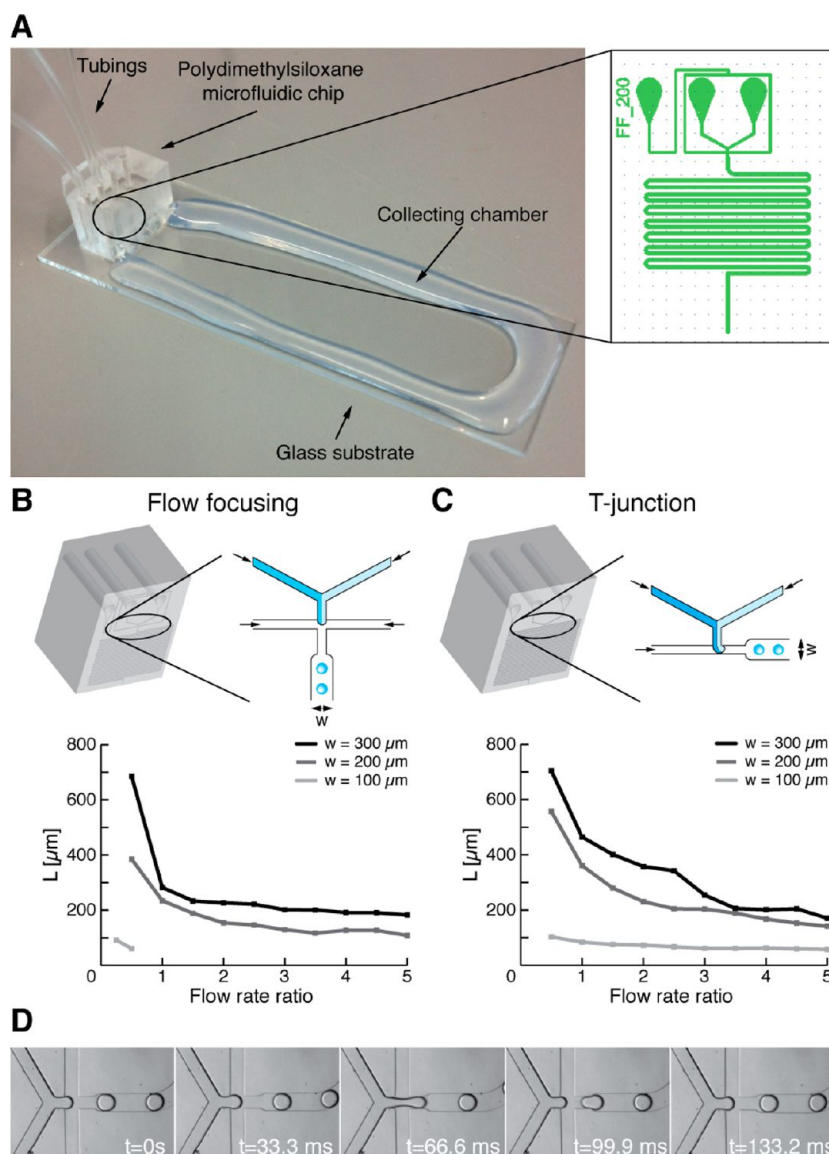 A
Tubings
Polydimethylsiloxane
microfluidic chip
Collecting chamber
Glass substrate
FF_200
B
Flow focusing
w
800
600
400
200
0
L [µm]
w = 300 µm
w = 200 µm
w = 100 µm
1
2
3
4
5
Flow rate ratio
C
T-junction
w
800
600
400
200
0
L [µm]
w = 300 µm
w = 200 µm
w = 100 µm
1
2
3
4
5
Flow rate ratio
D
t=0s
t=33.3 ms
t=66.6 ms
t=99.9 ms
t=133.2 ms